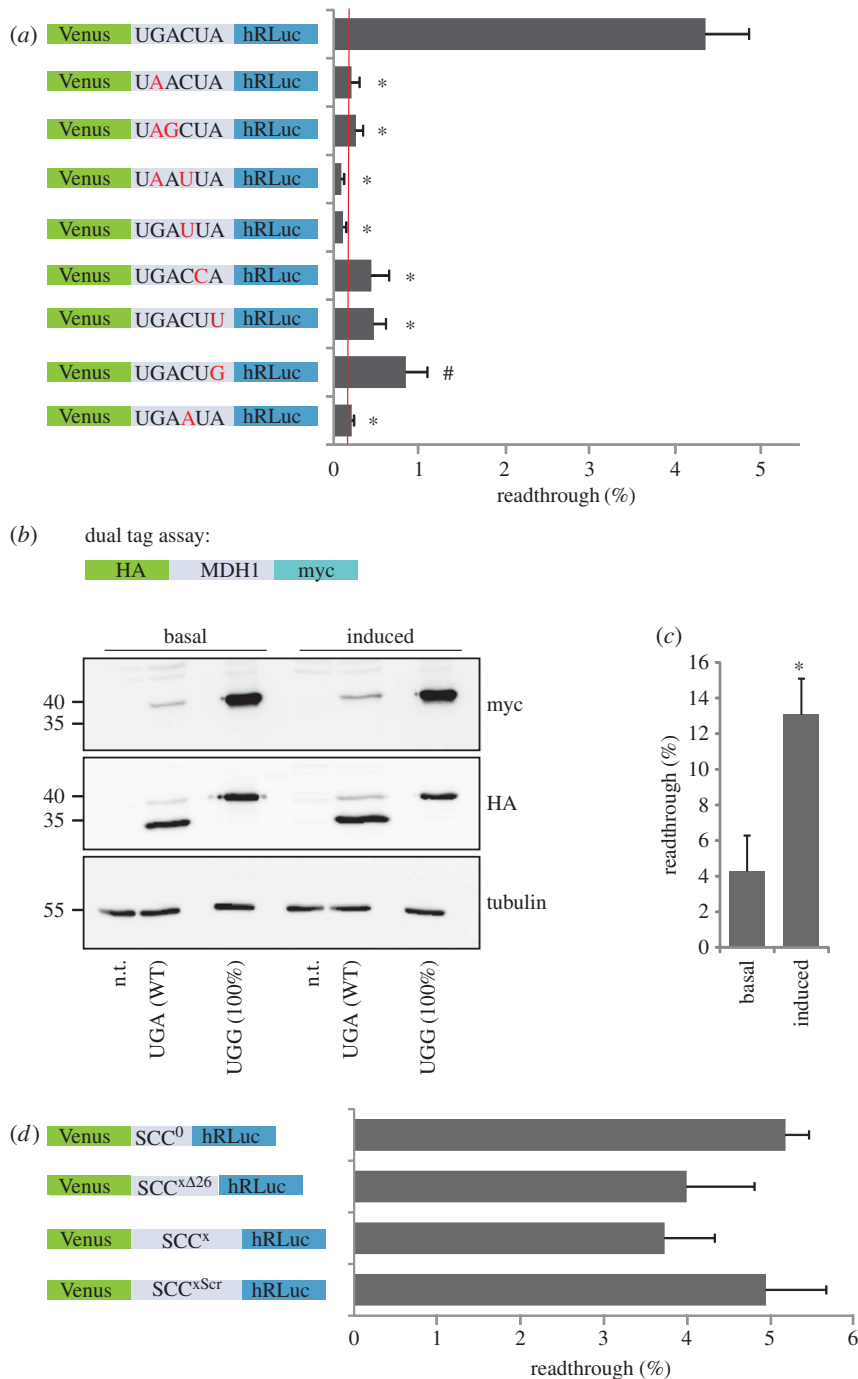 (a)
Venus UGACUA hRLuc
Venus UAACUA hRLuc *
Venus UAGCUA hRLuc *
Venus UAAUUA hRLuc *
Venus UGAUUA hRLuc *
Venus UGACCA hRLuc *
Venus UGACUU hRLuc *
Venus UGACUG hRLuc #
Venus UGAAUA hRLuc *
0 1 2 3 4 5
readthrough (%)
(b) dual tag assay:
HA MDH1 myc
basal induced
40
35
myc
40
35
HA
55
tubulin
n.t.
UGA (WT)
UGG (100%)
n.t.
UGA (WT)
UGG (100%)
(c)
16
14
12
10
8
6
4
2
0
*
readthrough (%)
basal
induced
(d)
Venus SCC⁰ hRLuc
Venus SCCˣᐞ²⁶ hRLuc
Venus SCCˣ hRLuc
Venus SCCˣˢᶜʳ hRLuc
0 1 2 3 4 5 6
readthrough (%)